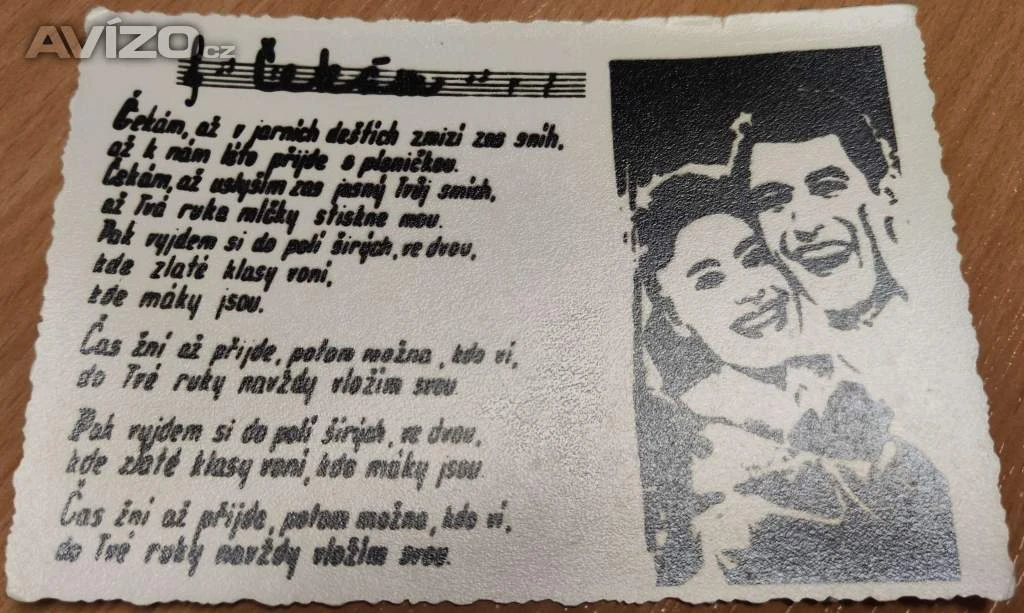 AVÍZO.cz
Čekám
Čekám, až v jarních deštích zmizí zas sníh,
až k nám léto přijde s písničkou.
Čekám, až uslyším zas jasný Tvůj smích,
až Tvá ruka mlčky stiskne mou.
Pak vyjdem si do polí širých, ve dvou,
kde zlaté klasy voní,
kde máky jsou.
Čas žní až přijde, potom možná, kdo ví,
do Tvé ruky navždy vložím svou
Pak vyjdem si do polí širých, ve dvou,
kde zlaté klasy voní, kde máky jsou
Čas žní až přijde, potom možná, kdo ví,
do Tvé ruky navždy vložím svou.